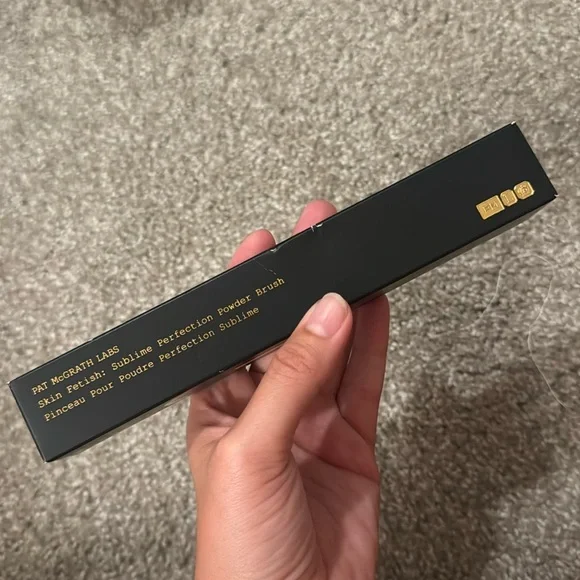 PAT McGRATH LABS
Skin Fetish: Sublime Perfection Powder Brush
Pinceau Pour Poudre Perfection Sublime